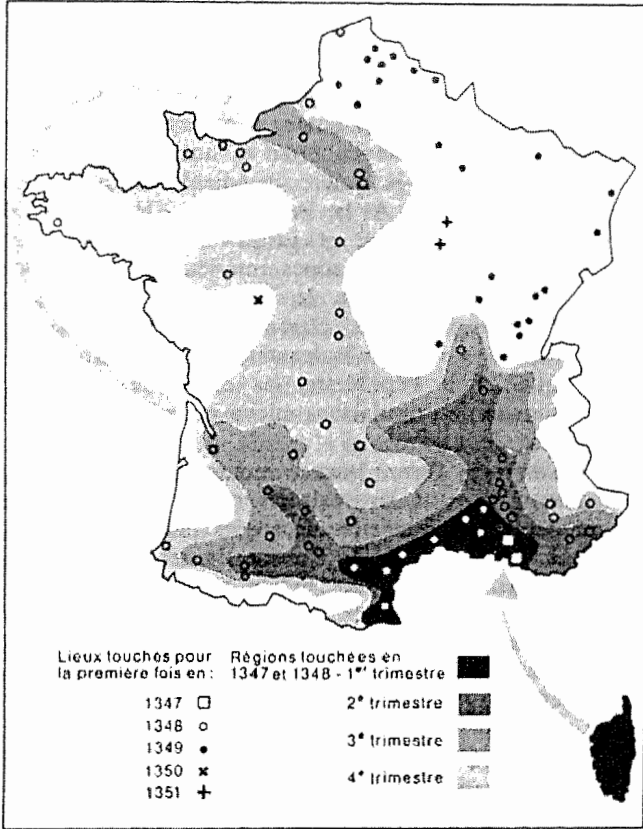 Lieux touchés pour
la première fois en :
1347
1348
1349
1350
1351
Régions touchées en
1347 et 1348 - 1er trimestre
2e trimestre
3e trimestre
4e trimestre